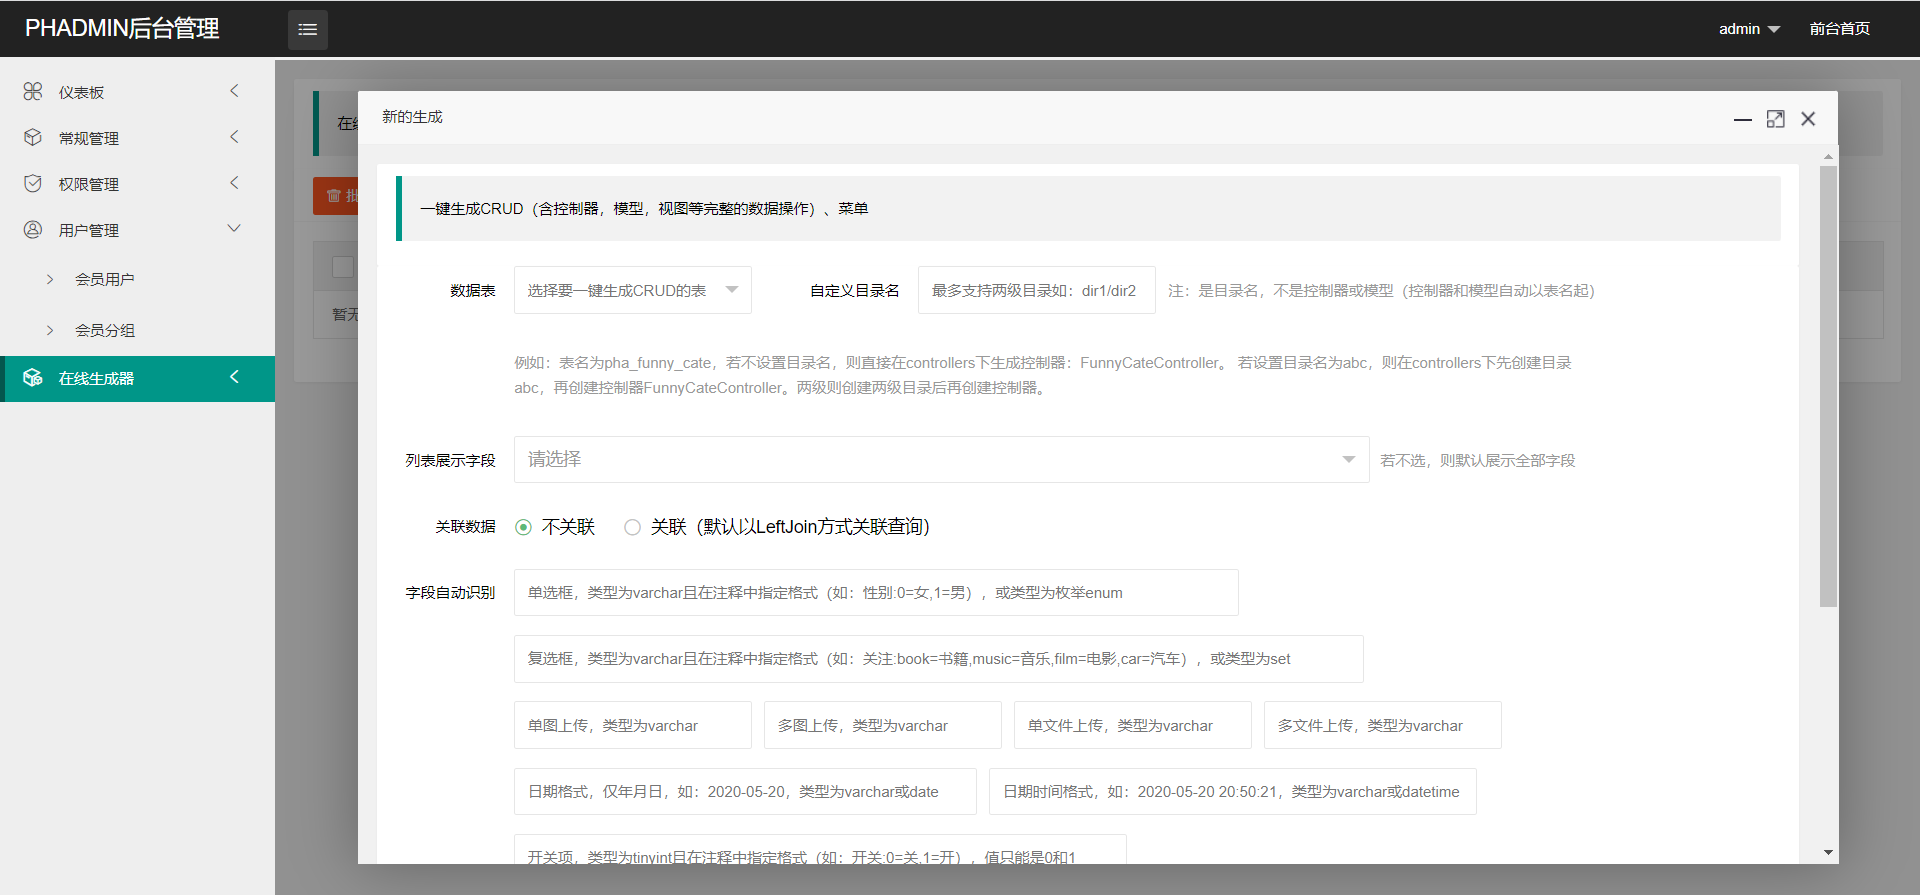 PHADMIN后台管理
admin
前台首页
仪表板
常规管理
权限管理
用户管理
会员用户
会员分组
在线生成器
在
批
暂无
新的生成
一键生成CRUD（含控制器，模型，视图等完整的数据操作）、菜单
数据表
选择要一键生成CRUD的表
自定义目录名
最多支持两级目录如：dir1/dir2
注：是目录名，不是控制器或模型（控制器和模型自动以表名起）
例如：表名为pha_funny_cate，若不设置目录名，则直接在controllers下生成控制器：FunnyCateController。 若设置目录名为abc，则在controllers下先创建目录
abc，再创建控制器FunnyCateController。两级则创建两级目录后再创建控制器。
列表展示字段
请选择
若不选，则默认展示全部字段
关联数据
不关联
关联（默认以LeftJoin方式关联查询）
字段自动识别
单选框，类型为varchar且在注释中指定格式（如：性别:0=女,1=男），或类型为枚举enum
复选框，类型为varchar且在注释中指定格式（如：关注:book=书籍,music=音乐,film=电影,car=汽车），或类型为set
单图上传，类型为varchar
多图上传，类型为varchar
单文件上传，类型为varchar
多文件上传，类型为varchar
日期格式，仅年月日，如：2020-05-20，类型为varchar或date
日期时间格式，如：2020-05-20 20:50:21，类型为varchar或datetime
开关项，类型为tinyint且在注释中指定格式（如：开关:0=关,1=开），值只能是0和1